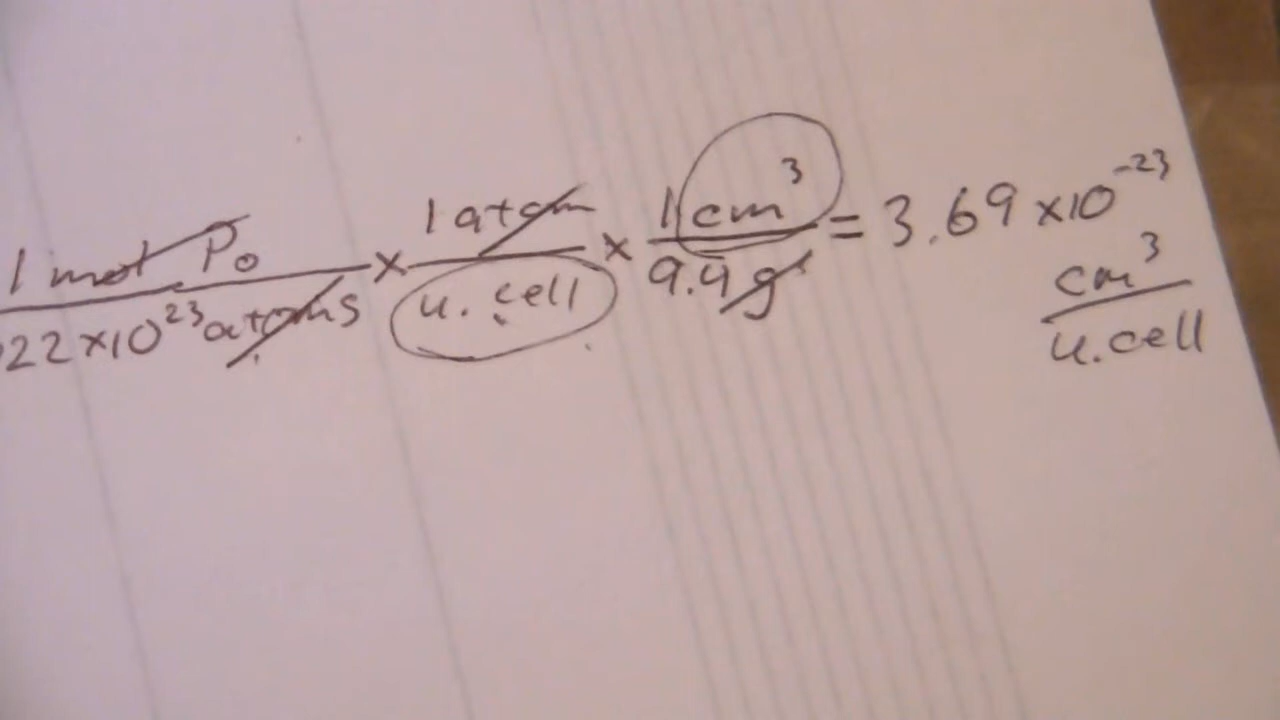 1 mol Po × 1 atom × 1 cm³ = 3.69 × 10⁻²³ cm³
22 × 10²³ atoms u. cell 9.4 g u. cell